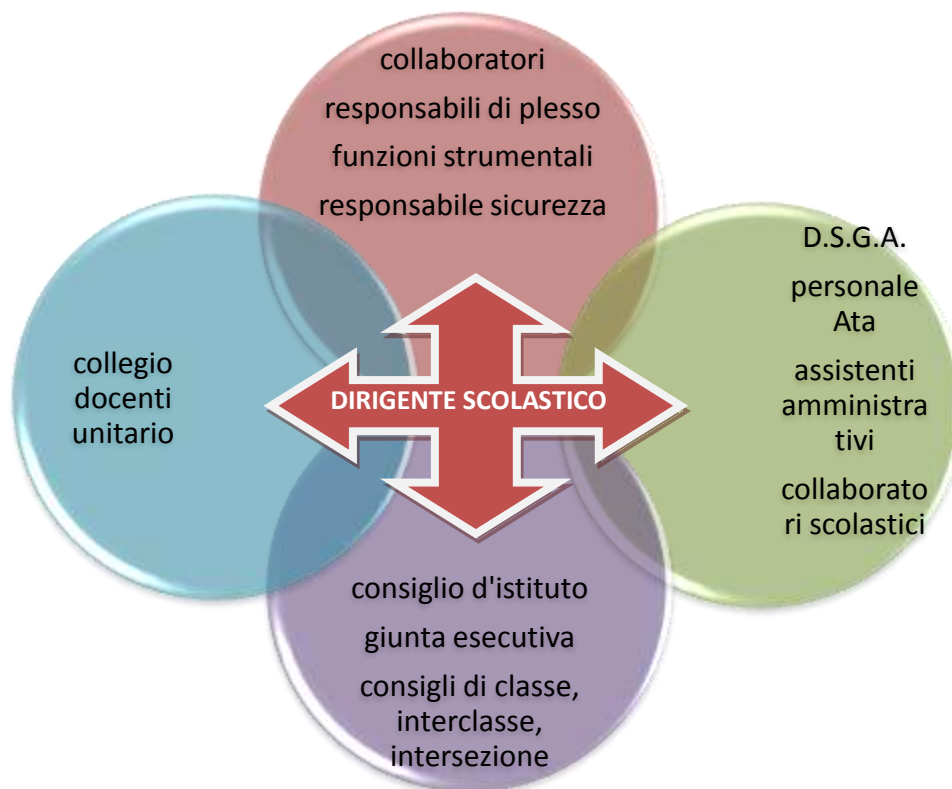 collaboratori
responsabili di plesso
funzioni strumentali
responsabile sicurezza
collegio
docenti
unitario
DIRIGENTE SCOLASTICO
D.S.G.A.
personale
Ata
assistenti
amministra
tivi
collaborato
ri scolastici
consiglio d'istituto
giunta esecutiva
consigli di classe,
interclasse,
intersezione